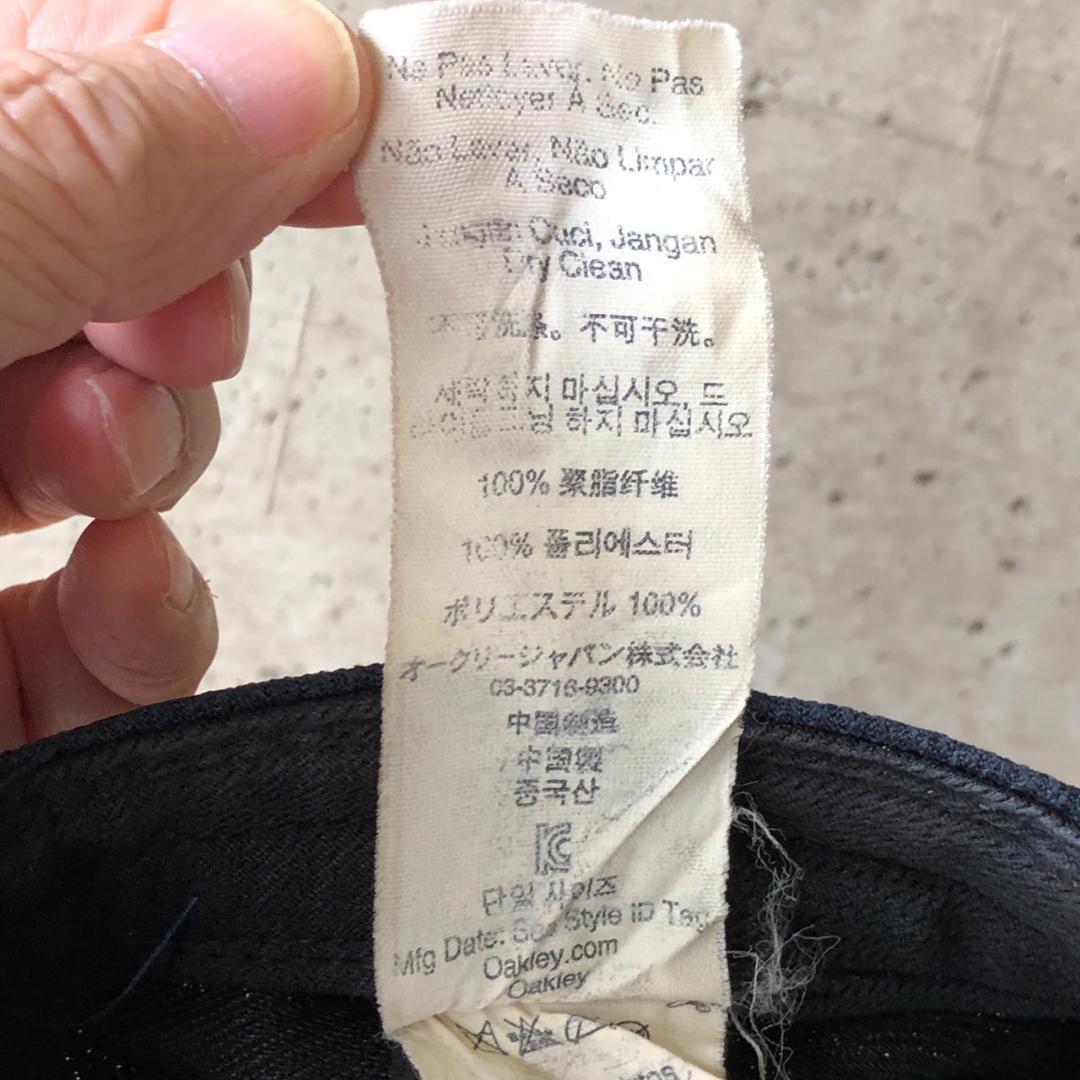 Ne Pas Laver. Ne Pas
Nettoyer A Sec.
Não Lavar, Não Limpar
A Seco
Jangan Cuci, Jangan
Dry Clean
不可洗涤。不可干洗。
세탁하지 마십시오, 드
라이클리닝 하지 마십시오
100% 聚脂纤维
100% 폴리에스터
ポリエステル 100%
オークリージャパン株式会社
03-3716-9300
中國製造
中国製
중국산
단일 사이즈
Mfg Date: See Style ID Tag
Oakley.com
Oakley